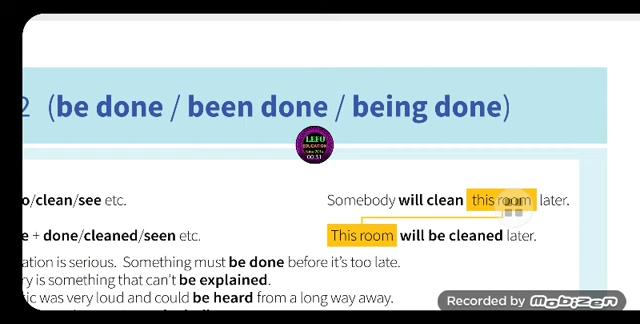 2 (be done / been done / being done)
LEFO
EDUCATION
00:51
o/clean/see etc.
Somebody will clean this room later.
e + done/cleaned/seen etc.
This room will be cleaned later.
ation is serious. Something must be done before it's too late.
ry is something that can't be explained.
ic was very loud and could be heard from a long way away.
Recorded by MOBIZEN